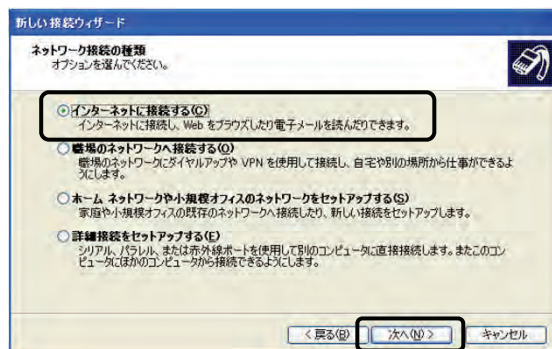 新しい接続ウィザード
ネットワーク接続の種類
オプションを選んでください。
インターネットに接続する(C)
インターネットに接続し、Web をブラウズしたり電子メールを読んだりできます。
職場のネットワークへ接続する(O)
職場のネットワークにダイヤルアップや VPN を使用して接続し、自宅や別の場所から仕事ができるよ
うにします。
ホーム ネットワークや小規模オフィスのネットワークをセットアップする(S)
家庭や小規模オフィスの既存のネットワークへ接続したり、新しい接続をセットアップします。
詳細接続をセットアップする(E)
シリアル、パラレル、または赤外線ポートを使用して別のコンピュータに直接接続します。またこのコン
ピュータにほかのコンピュータから接続できるようにします。
< 戻る(B)
次へ(N) >
キャンセル